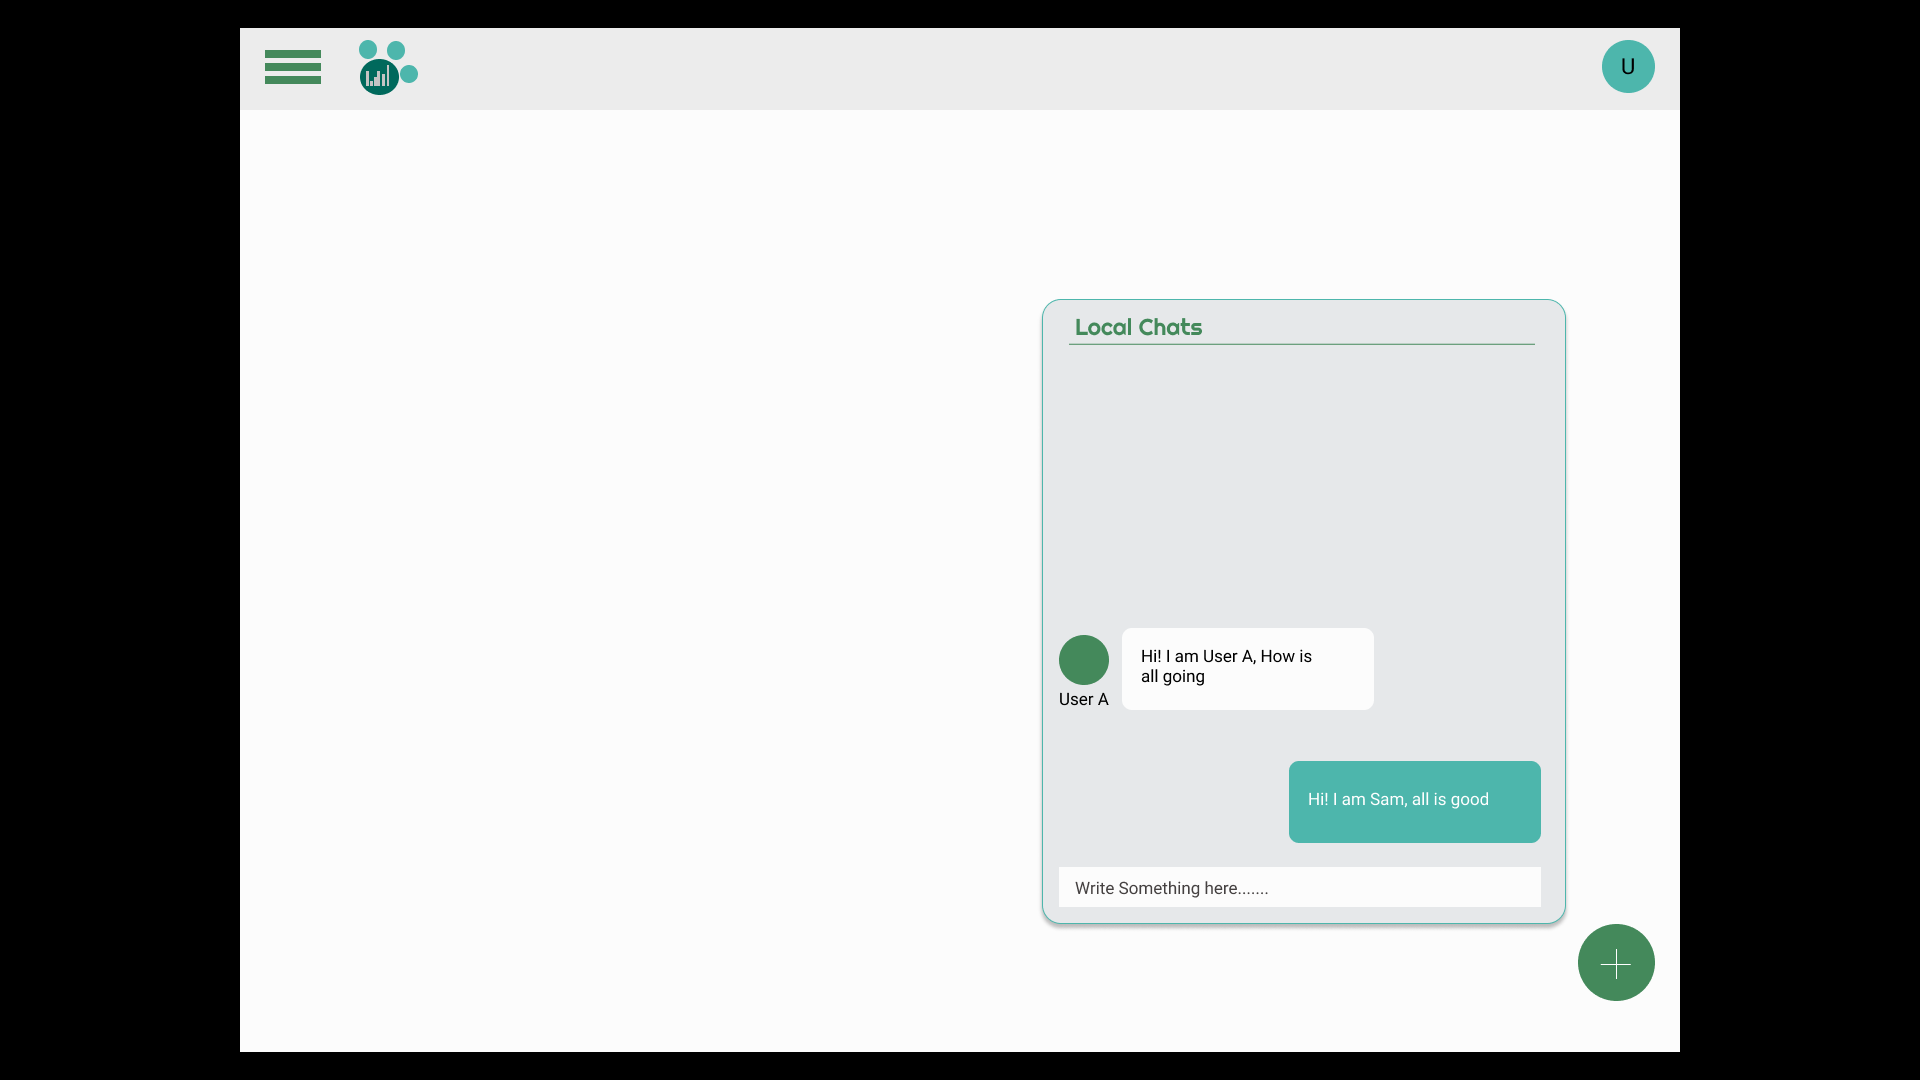 U
Local Chats
Hi! I am User A, How is
all going
User A
Hi! I am Sam, all is good
Write Something here.......